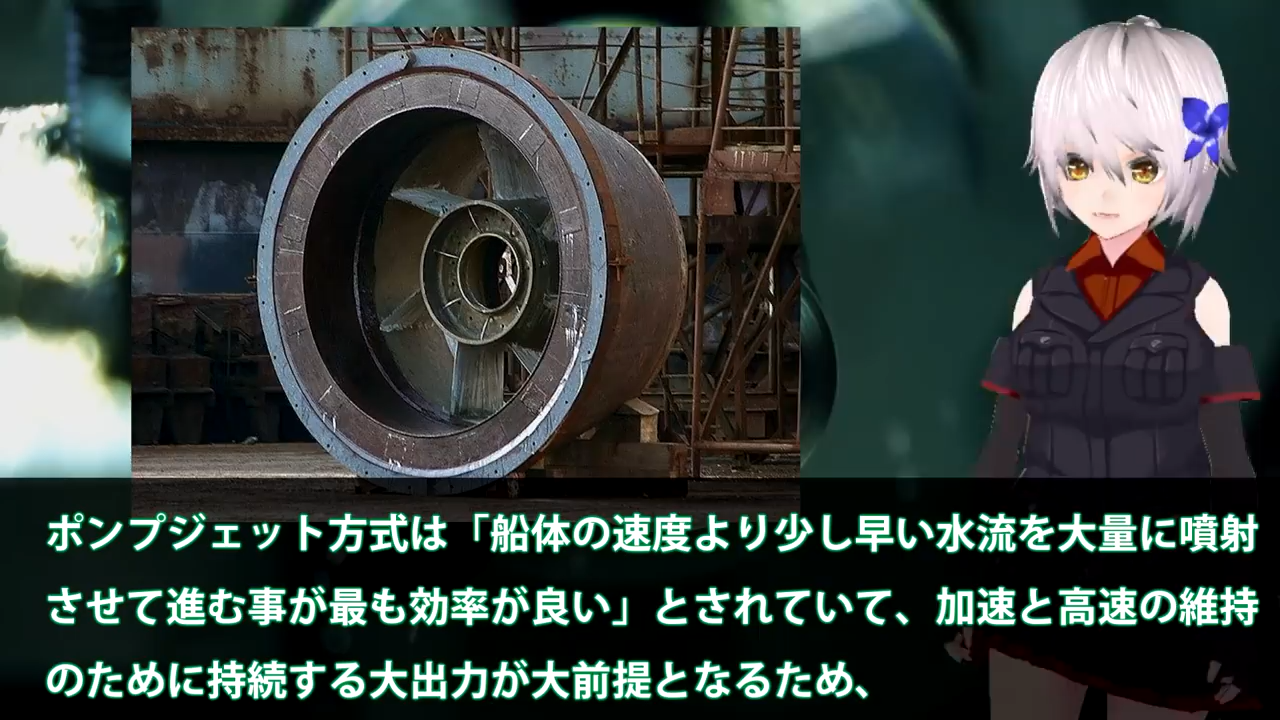 ポンプジェット方式は「船体の速度より少し早い水流を大量に噴射
させて進む事が最も効率が良い」とされていて、加速と高速の維持
のために持続する大出力が大前提となるため、